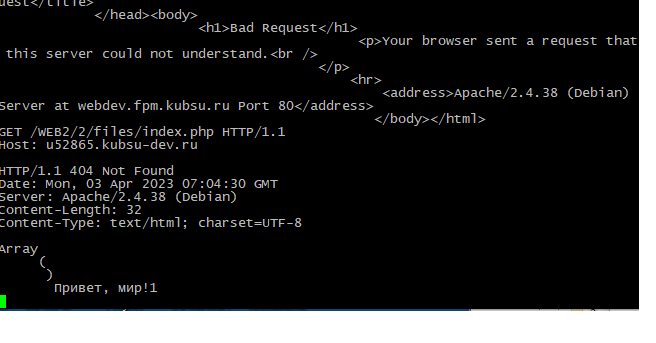 uest</title>
</head><body>
<h1>Bad Request</h1>
<p>Your browser sent a request that
this server could not understand.<br />
</p>
<hr>
<address>Apache/2.4.38 (Debian)
Server at webdev.fpm.kubsu.ru Port 80</address>
</body></html>
GET /WEB2/2/files/index.php HTTP/1.1
Host: u52865.kubsu-dev.ru
HTTP/1.1 404 Not Found
Date: Mon, 03 Apr 2023 07:04:30 GMT
Server: Apache/2.4.38 (Debian)
Content-Length: 32
Content-Type: text/html; charset=UTF-8
Array
(
)
Привет, мир!1